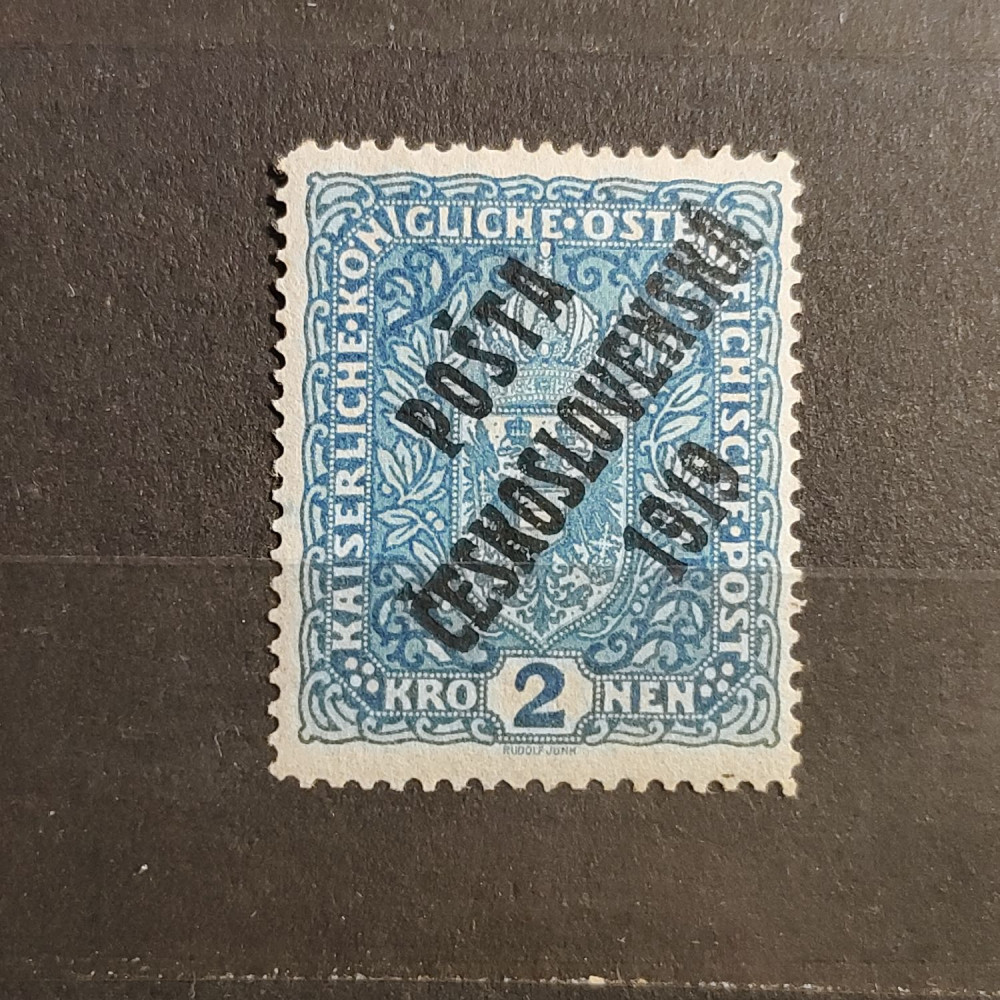 KAISERLICHE·KÖNIGLICHE·ÖSTERREICHISCHE·POST
POŠTA
ČESKOSLOVENSKÁ
1919
KRO 2 NEN
RUDOLF JUNK